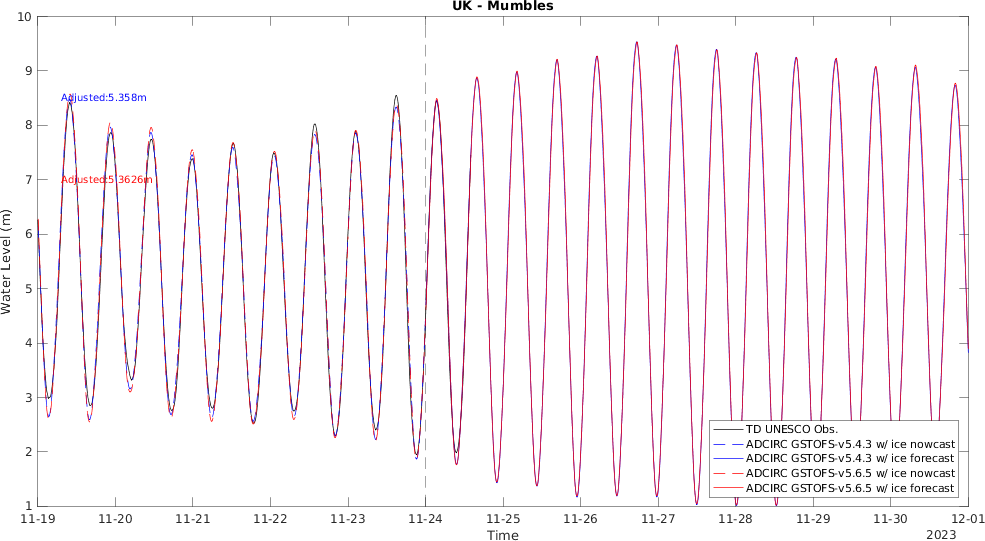 UK - Mumbles
10
9
8
7
6
5
4
3
2
1
Water Level (m)
Adjusted:5.358m
Adjusted:5.3626m
TD UNESCO Obs.
ADCIRC GSTOFS-v5.4.3 w/ ice nowcast
ADCIRC GSTOFS-v5.4.3 w/ ice forecast
ADCIRC GSTOFS-v5.6.5 w/ ice nowcast
ADCIRC GSTOFS-v5.6.5 w/ ice forecast
11-19 11-20 11-21 11-22 11-23 11-24 11-25 11-26 11-27 11-28 11-29 11-30 12-01
Time
2023